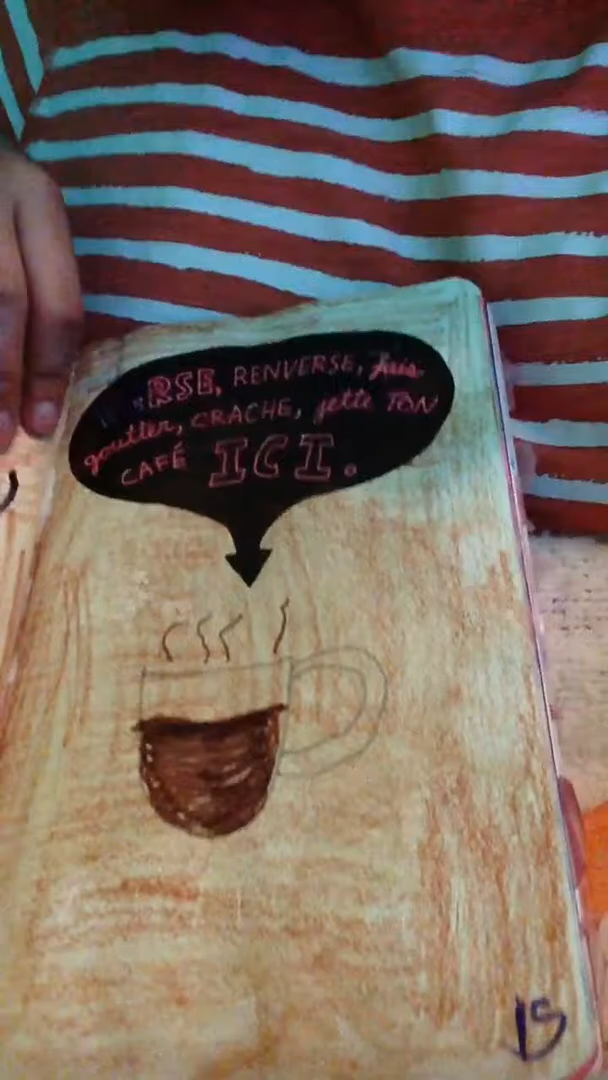 RSE, RENVERSE, fais
goutter, CRACHE, jette TON
CAFÉ ICI.
15